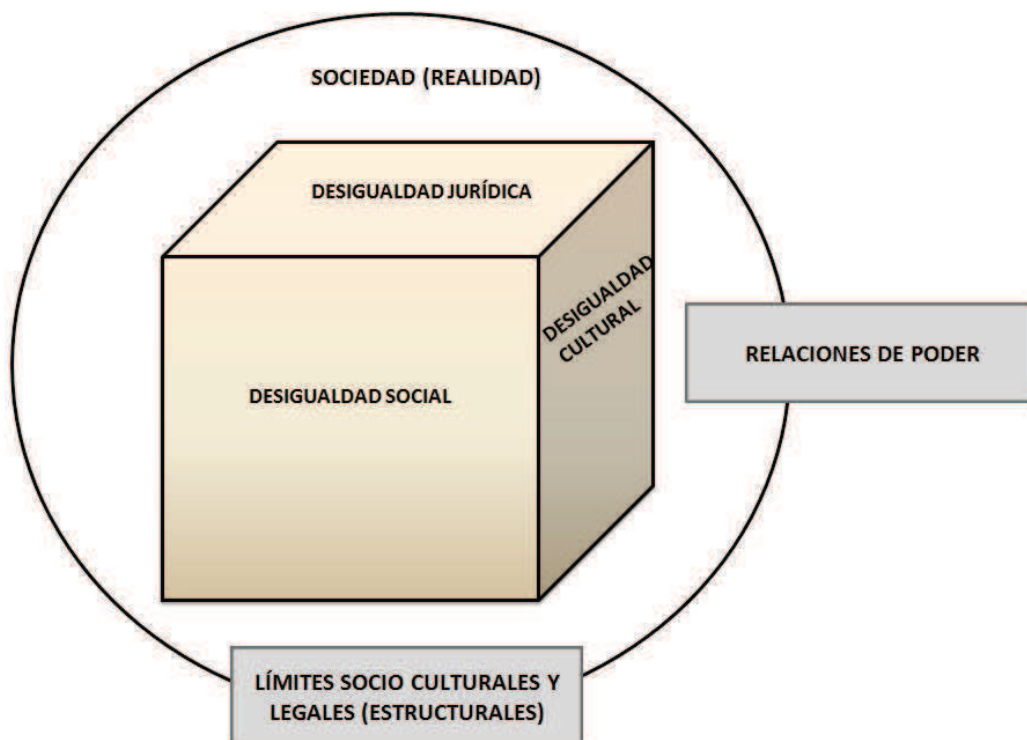 SOCIEDAD (REALIDAD)
DESIGUALDAD JURÍDICA
DESIGUALDAD
CULTURAL
RELACIONES DE PODER
DESIGUALDAD SOCIAL
LÍMITES SOCIO CULTURALES Y
LEGALES (ESTRUCTURALES)